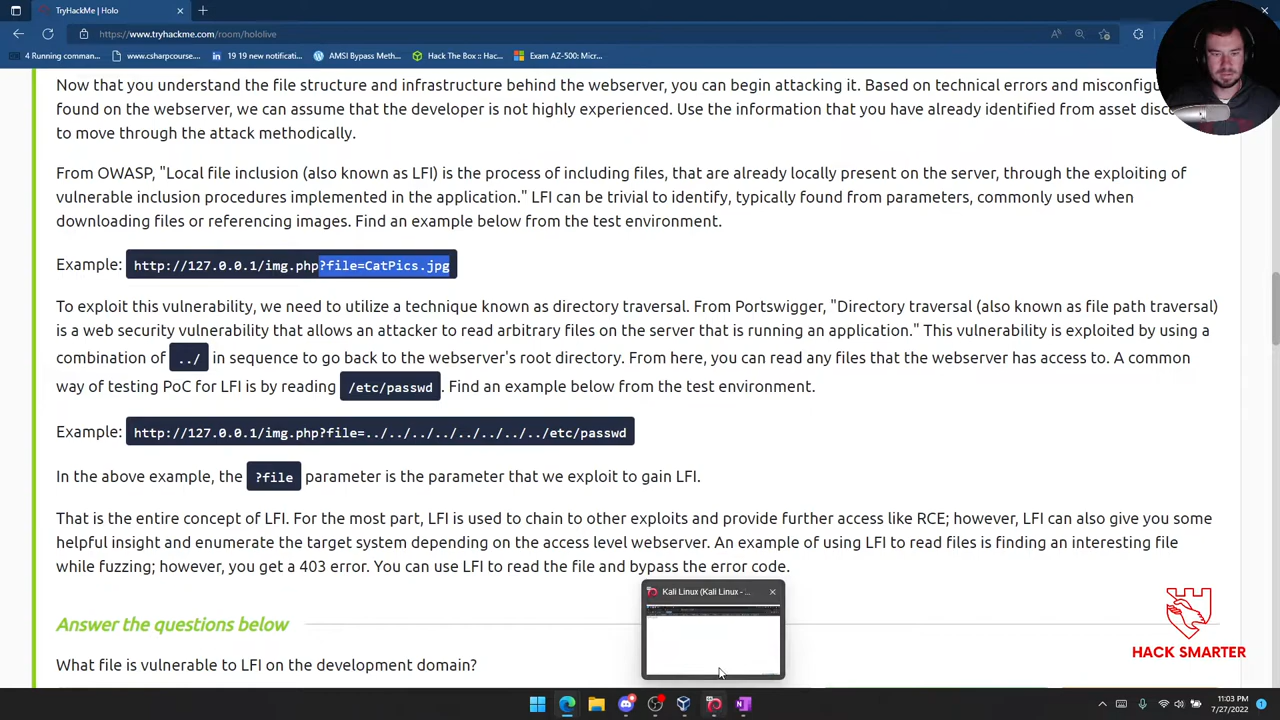 TryHackMe | Holo
https://www.tryhackme.com/room/hololive
4 Running comman...
www.csharpcourse....
19 19 new notificati...
AMSI Bypass Meth...
Hack The Box :: Hac...
Exam AZ-500: Micr...
Now that you understand the file structure and infrastructure behind the webserver, you can begin attacking it. Based on technical errors and misconfigu
found on the webserver, we can assume that the developer is not highly experienced. Use the information that you have already identified from asset disc
to move through the attack methodically.
From OWASP, "Local file inclusion (also known as LFI) is the process of including files, that are already locally present on the server, through the exploiting of
vulnerable inclusion procedures implemented in the application." LFI can be trivial to identify, typically found from parameters, commonly used when
downloading files or referencing images. Find an example below from the test environment.
Example: http://127.0.0.1/img.php?file=CatPics.jpg
To exploit this vulnerability, we need to utilize a technique known as directory traversal. From Portswigger, "Directory traversal (also known as file path traversal)
is a web security vulnerability that allows an attacker to read arbitrary files on the server that is running an application." This vulnerability is exploited by using a
combination of ../ in sequence to go back to the webserver's root directory. From here, you can read any files that the webserver has access to. A common
way of testing PoC for LFI is by reading /etc/passwd . Find an example below from the test environment.
Example: http://127.0.0.1/img.php?file=../../../../../../../../etc/passwd
In the above example, the ?file parameter is the parameter that we exploit to gain LFI.
That is the entire concept of LFI. For the most part, LFI is used to chain to other exploits and provide further access like RCE; however, LFI can also give you some
helpful insight and enumerate the target system depending on the access level webserver. An example of using LFI to read files is finding an interesting file
while fuzzing; however, you get a 403 error. You can use LFI to read the file and bypass the error code.
Kali Linux (Kali Linux - ...
Answer the questions below
HACK SMARTER
What file is vulnerable to LFI on the development domain?
11:03 PM
7/27/2022